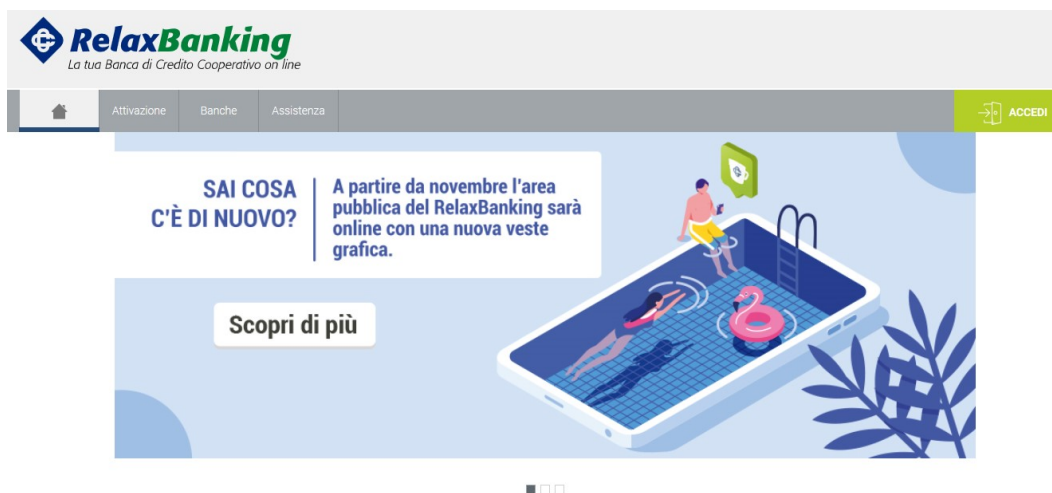 RelaxBanking
La tua Banca di Credito Cooperativo on line
Attivazione
Banche
Assistenza
ACCEDI
SAI COSA
C'È DI NUOVO?
A partire da novembre l'area
pubblica del RelaxBanking sarà
online con una nuova veste
grafica.
Scopri di più